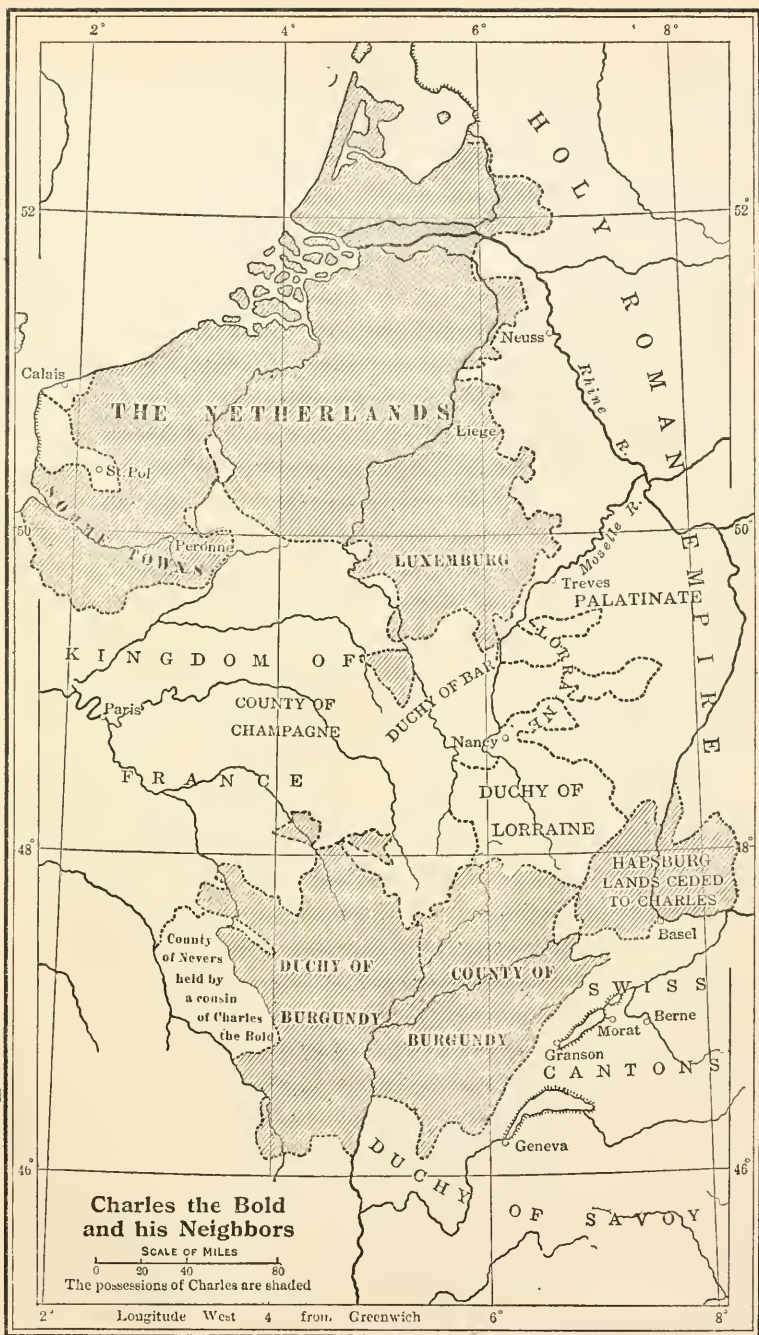 2° 4° 6° 8°
HOLY
52 52°
ROMAN
Neuss
Rhine R.
Calais
THE NETHERLANDS
Liege
St. Pol
SOMME TOWNS
50 50°
Peronne
Moselle R.
EMPIRE
LUXEMBURG
Treves
PALATINATE
LORRAINE
KINGDOM OF
DUCHY OF BAR
Paris
COUNTY OF
CHAMPAGNE
Nancy
FRANCE
DUCHY OF
LORRAINE
48° 48°
HAPSBURG
LANDS CEDED
TO CHARLES
Basel
County
of Nevers
held by
a cousin
of Charles
the Bold
DUCHY OF
BURGUNDY
COUNTY OF
BURGUNDY
SWISS
Berne
Morat
Granson
CANTONS
Geneva
46° 46°
DUCHY
OF SAVOY
Charles the Bold
and his Neighbors
SCALE OF MILES
0 20 40 80
The possessions of Charles are shaded
2° 4 6° 8°
Longitude West from Greenwich